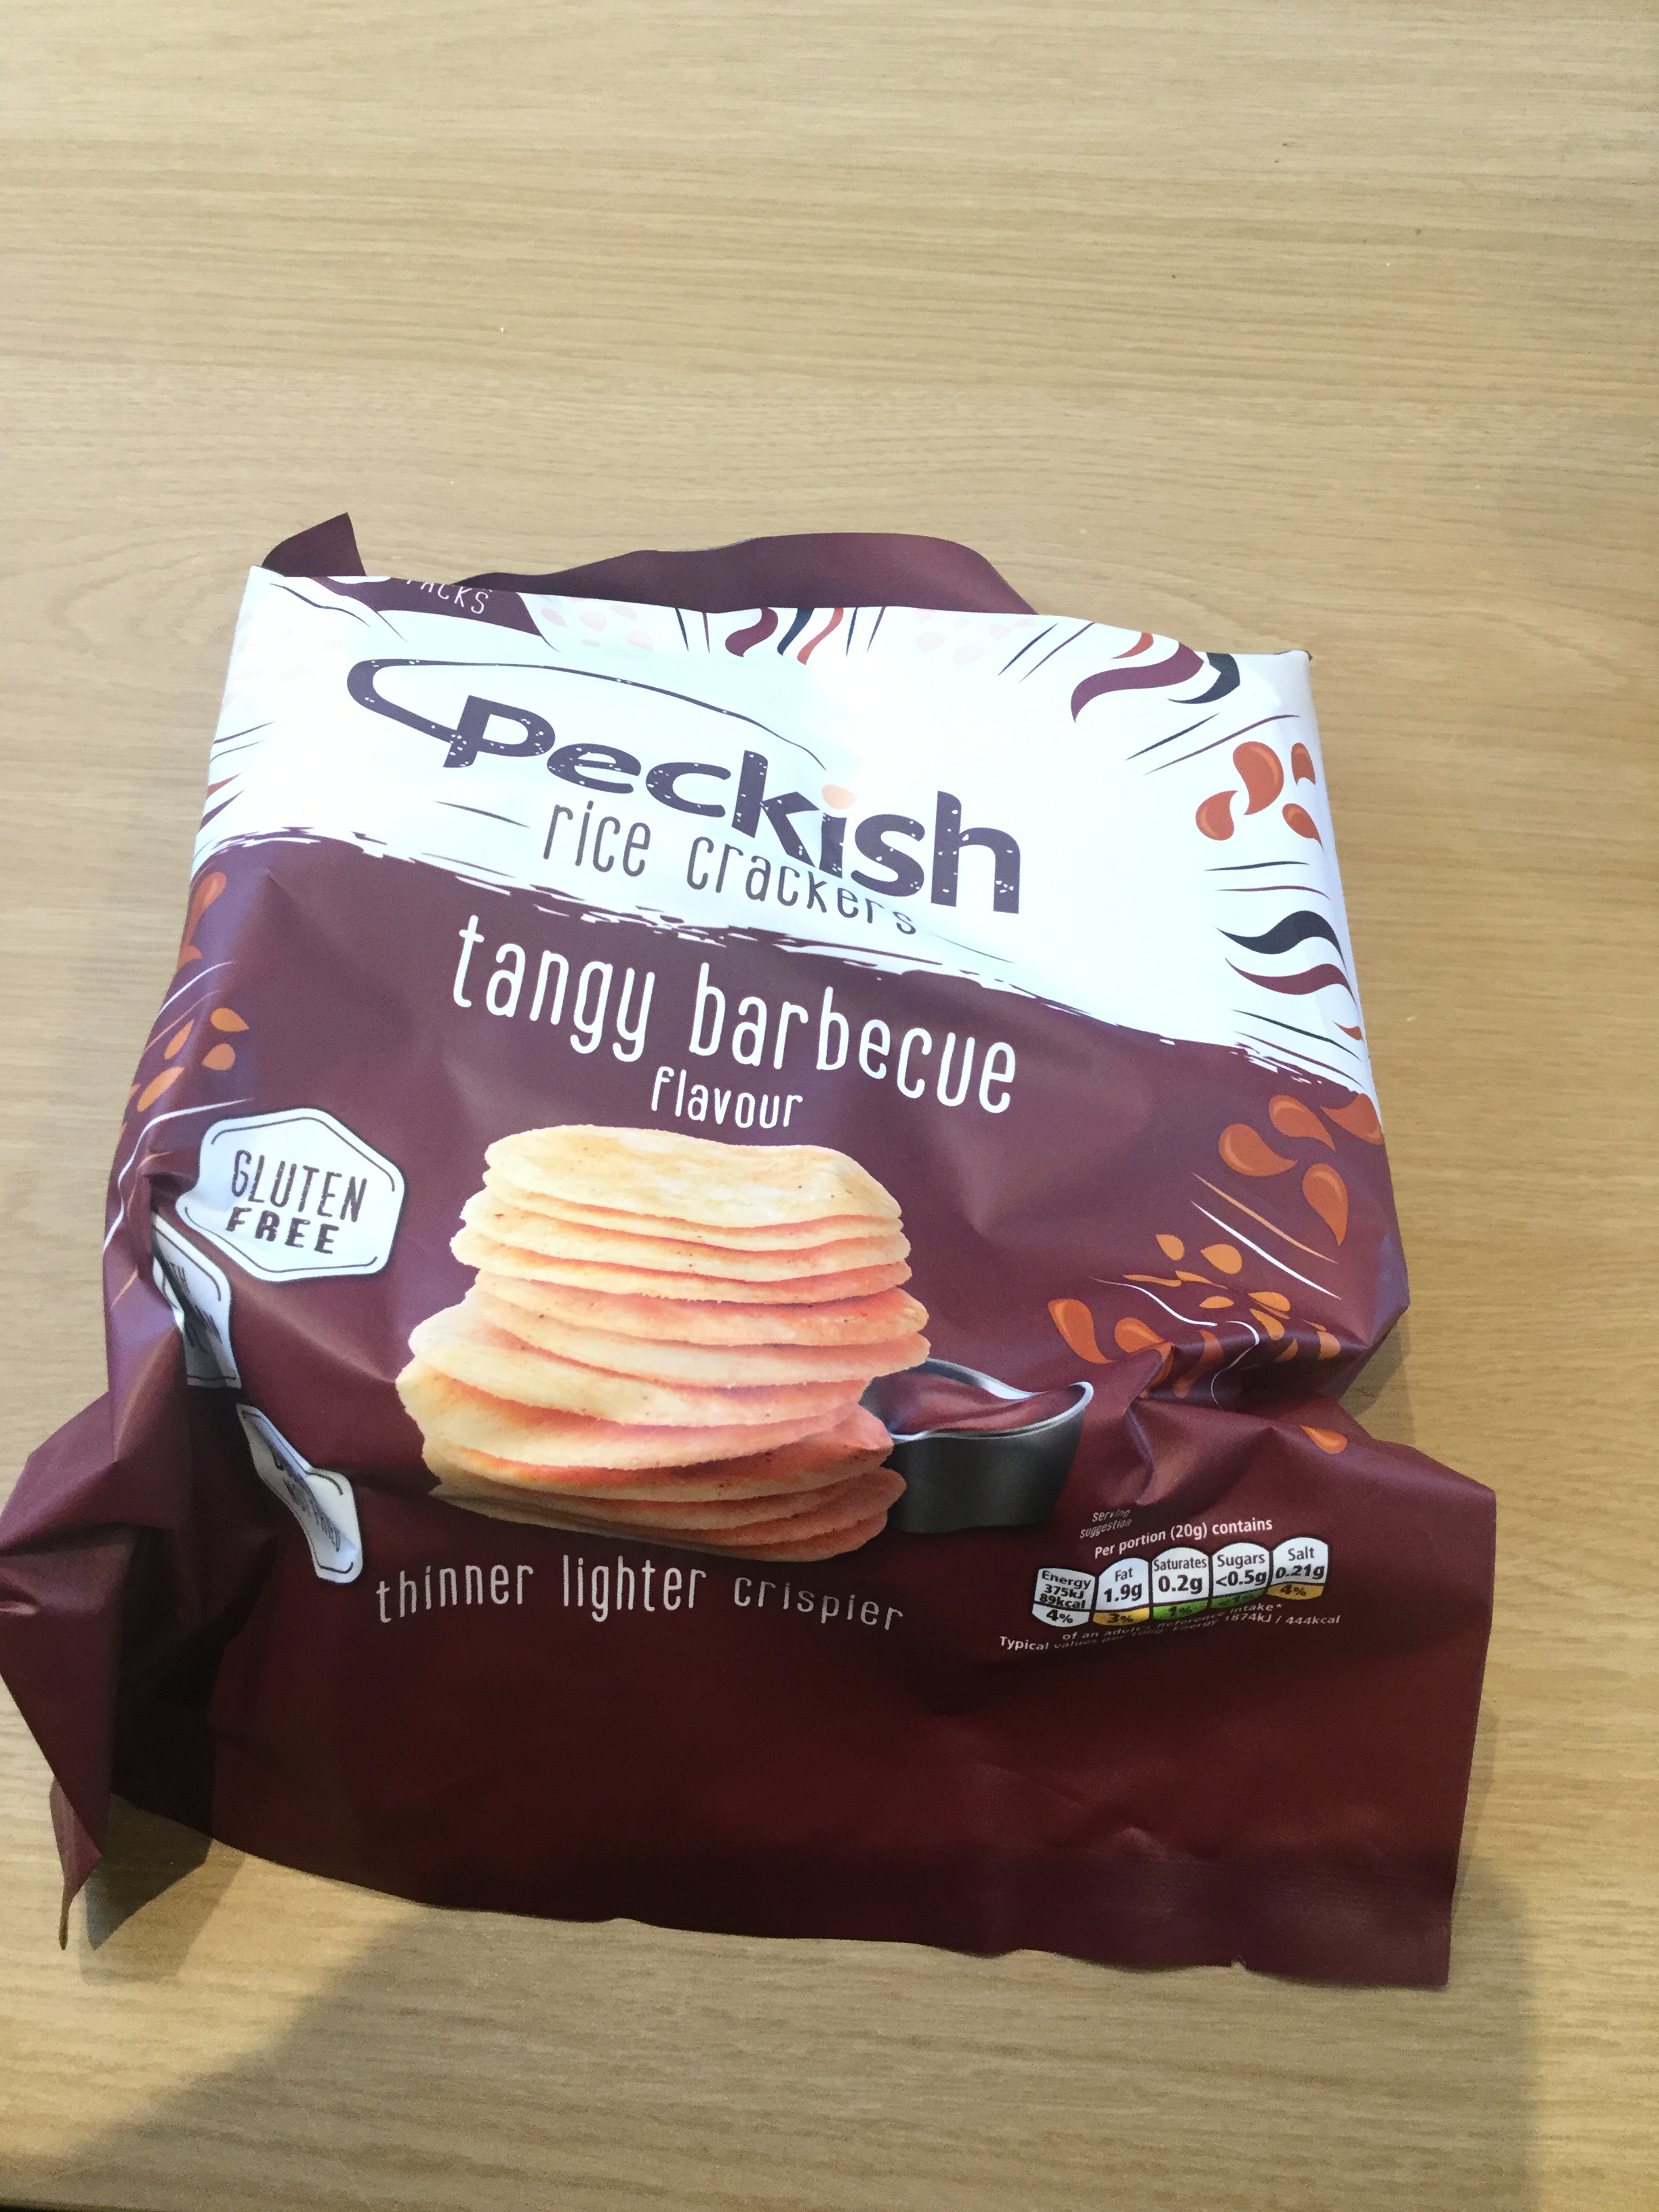 PACKS
Peckish
rice crackers
tangy barbecue
flavour
GLUTEN
FREE
thinner lighter crispier
serving
suggestion
Per portion (20g) contains
Energy
375kJ
89kcal
4%
Fat
1.9g
3%
Saturates
0.2g
1%
Sugars
<0.5g
<1%
Salt
0.21g
4%
of an adult's Reference Intake*
Typical values per 100g: Energy 1874kJ / 444kcal